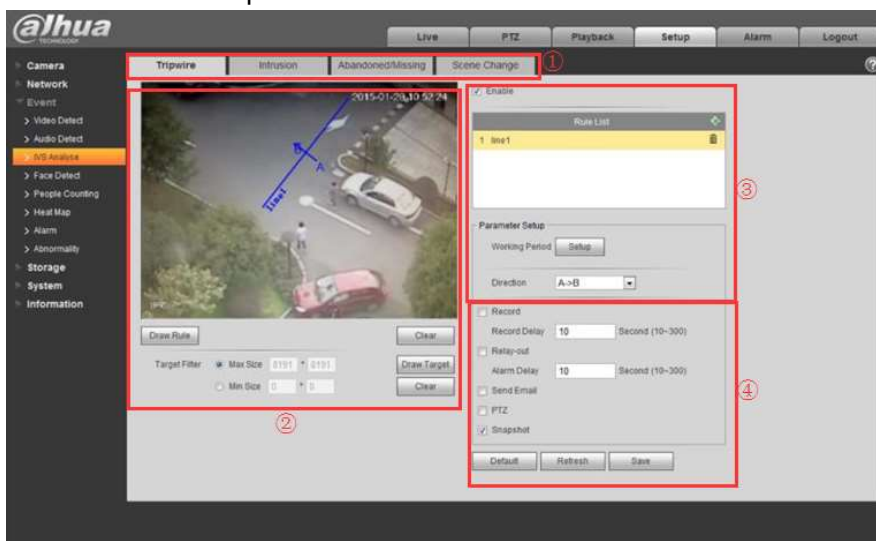 alhua
TECHNOLOGY
Live PTZ Playback Setup Alarm Logout
Camera
Network
Event
Video Detect
Audio Detect
IVS Analyse
Face Detect
People Counting
Heat Map
Alarm
Abnormality
Storage
System
Information
Tripwire Intrusion Abandoned/Missing Scene Change ①
2015-01-28 10:52:24
line1
A
B
Draw Rule Clear
Target Filter Max Size 8191 * 8191 Draw Target
Min Size 0 * 0 Clear
②
Enable
Rule List
1 line1
Parameter Setup
Working Period Setup
Direction A->B
③
Record
Record Delay 10 Second (10~300)
Relay-out
Alarm Delay 10 Second (10~300)
Send Email
PTZ
Snapshot
Default Refresh Save
④